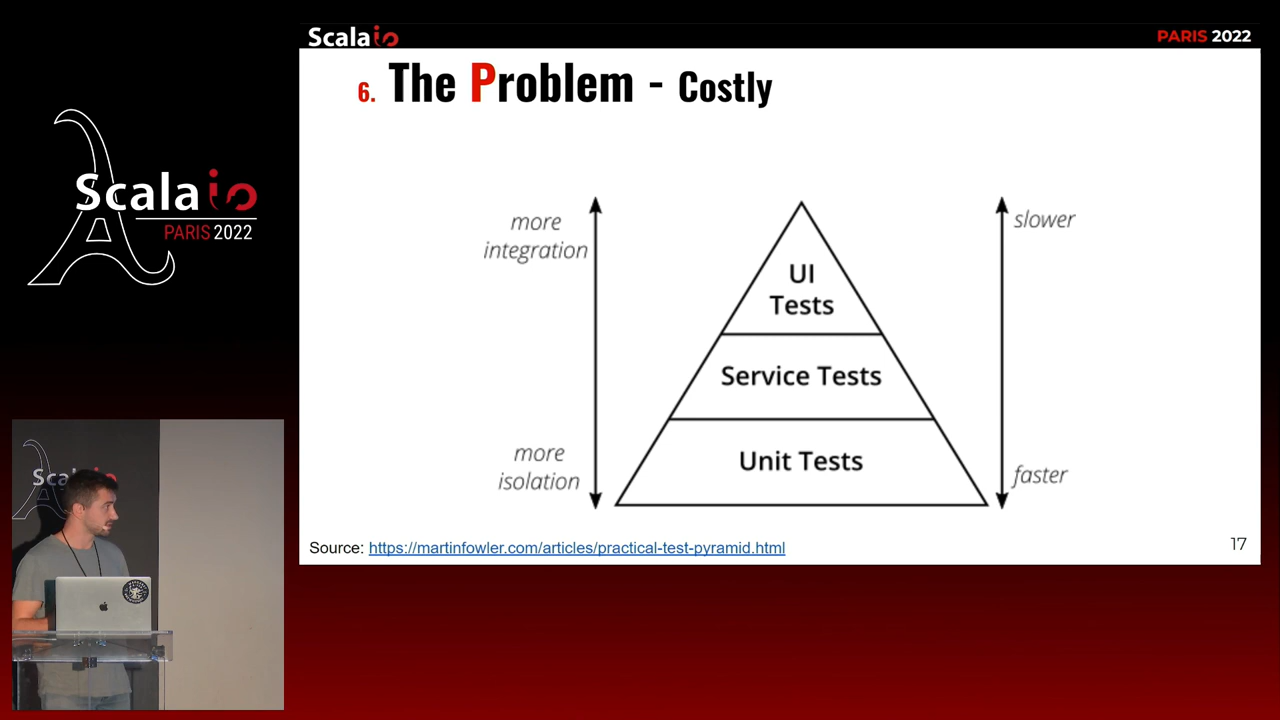 Scalaio
PARIS 2022
6. The Problem - Costly
Scalaio
PARIS 2022
more
integration
slower
UI
Tests
Service Tests
Unit Tests
more
isolation
faster
Source: https://martinfowler.com/articles/practical-test-pyramid.html
17
Scalaio